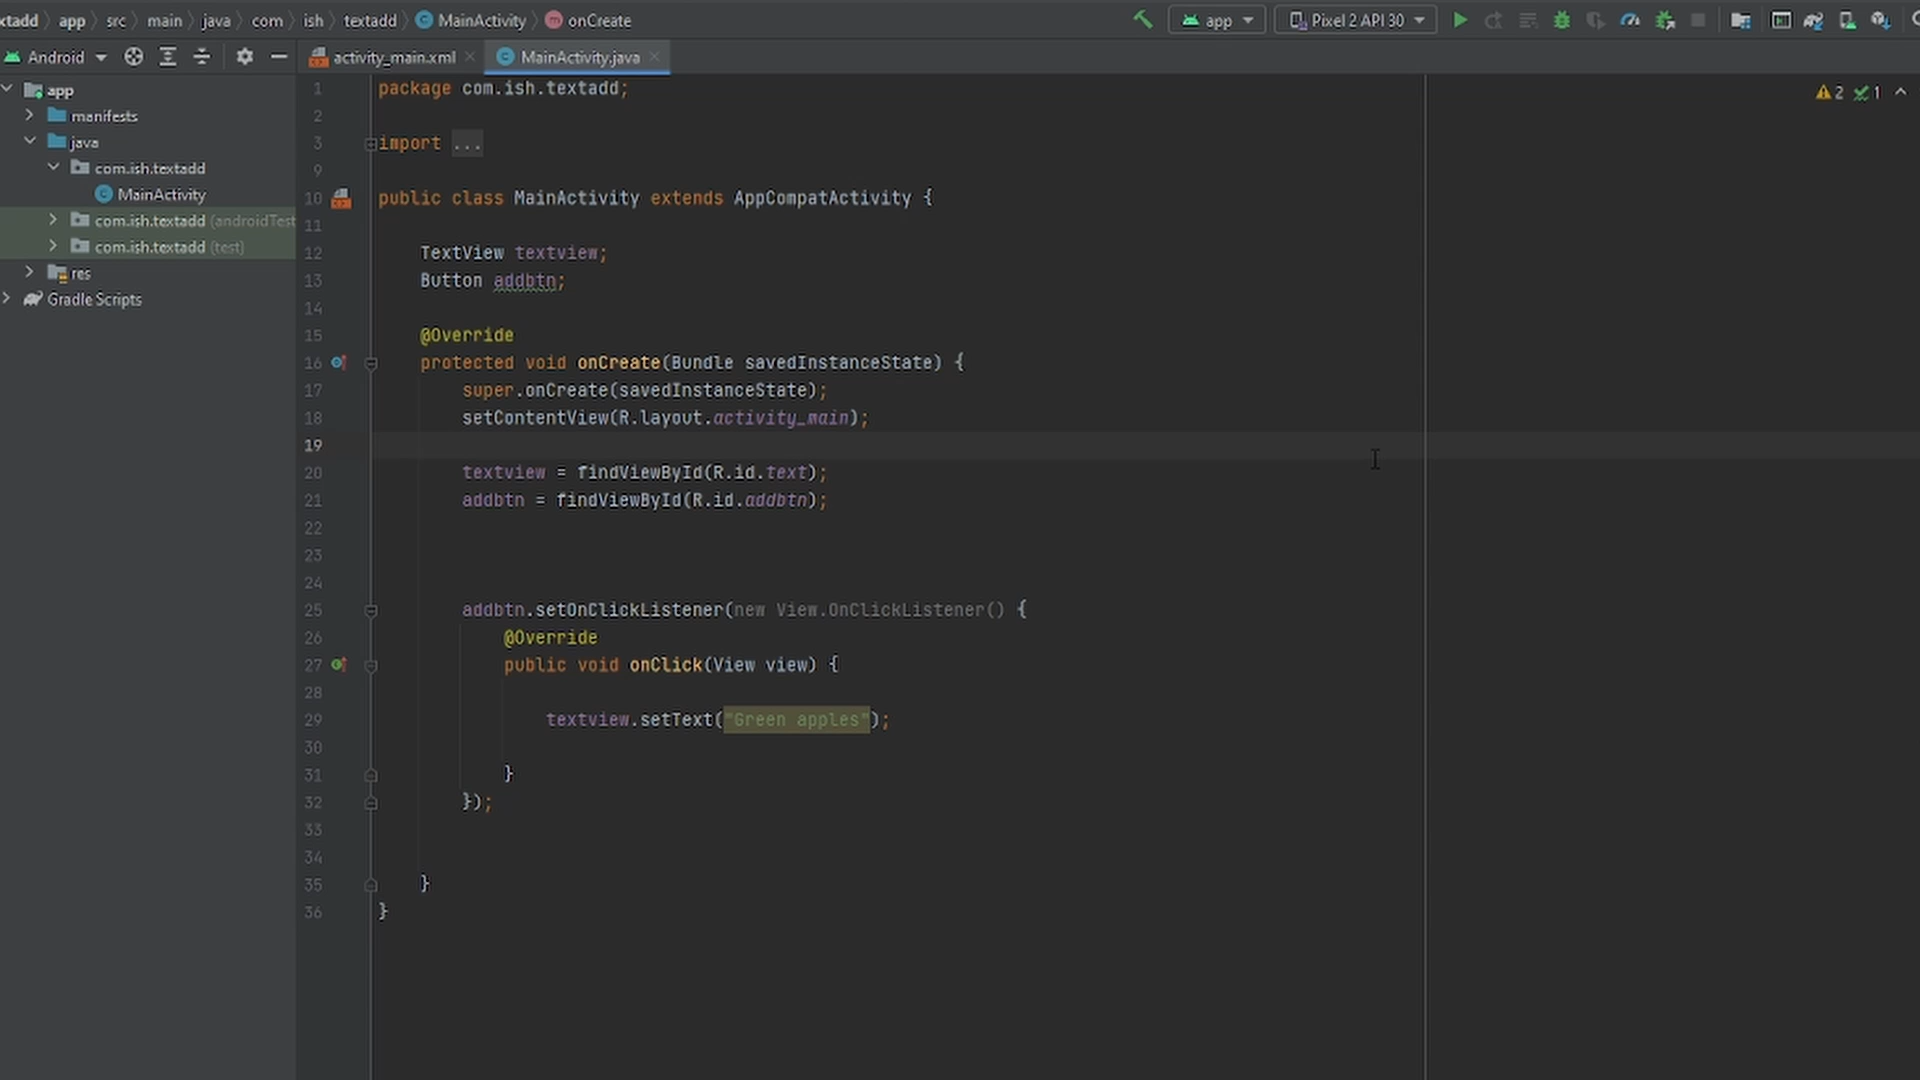 xtadd app src main java com ish textadd MainActivity onCreate app Pixel 2 API 30
Android activity_main.xml MainActivity.java
app
manifests
java
com.ish.textadd
MainActivity
com.ish.textadd (androidTest
com.ish.textadd (test)
res
Gradle Scripts
2 1
1 package com.ish.textadd;
2
3 import ...
9
10 public class MainActivity extends AppCompatActivity {
11
12 TextView textview;
13 Button addbtn;
14
15 @Override
16 protected void onCreate(Bundle savedInstanceState) {
17 super.onCreate(savedInstanceState);
18 setContentView(R.layout.activity_main);
19
20 textview = findViewById(R.id.text);
21 addbtn = findViewById(R.id.addbtn);
22
23
24
25 addbtn.setOnClickListener(new View.OnClickListener() {
26 @Override
27 public void onClick(View view) {
28
29 textview.setText("Green apples");
30
31 }
32 });
33
34
35 }
36 }